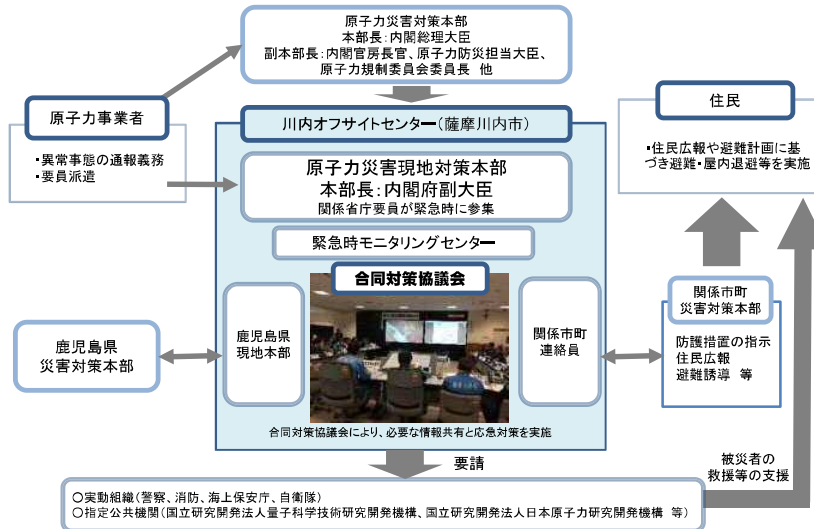 原子力災害対策本部
本部長：内閣総理大臣
副本部長：内閣官房長官、原子力防災担当大臣、
原子力規制委員会委員長 他
原子力事業者
・異常事態の通報義務
・要員派遣
川内オフサイトセンター（薩摩川内市）
住民
・住民広報や避難計画に基
づき避難・屋内退避等を実施
原子力災害現地対策本部
本部長：内閣府副大臣
関係省庁要員が緊急時に参集
緊急時モニタリングセンター
合同対策協議会
鹿児島県
災害対策本部
鹿児島県
現地本部
関係市町
連絡員
関係市町
災害対策本部
防護措置の指示
住民広報
避難誘導 等
合同対策協議会により、必要な情報共有と応急対策を実施
要請
被災者の
救援等の支援
○実動組織（警察、消防、海上保安庁、自衛隊）
○指定公共機関（国立研究開発法人量子科学技術研究開発機構、国立研究開発法人日本原子力研究開発機構 等）